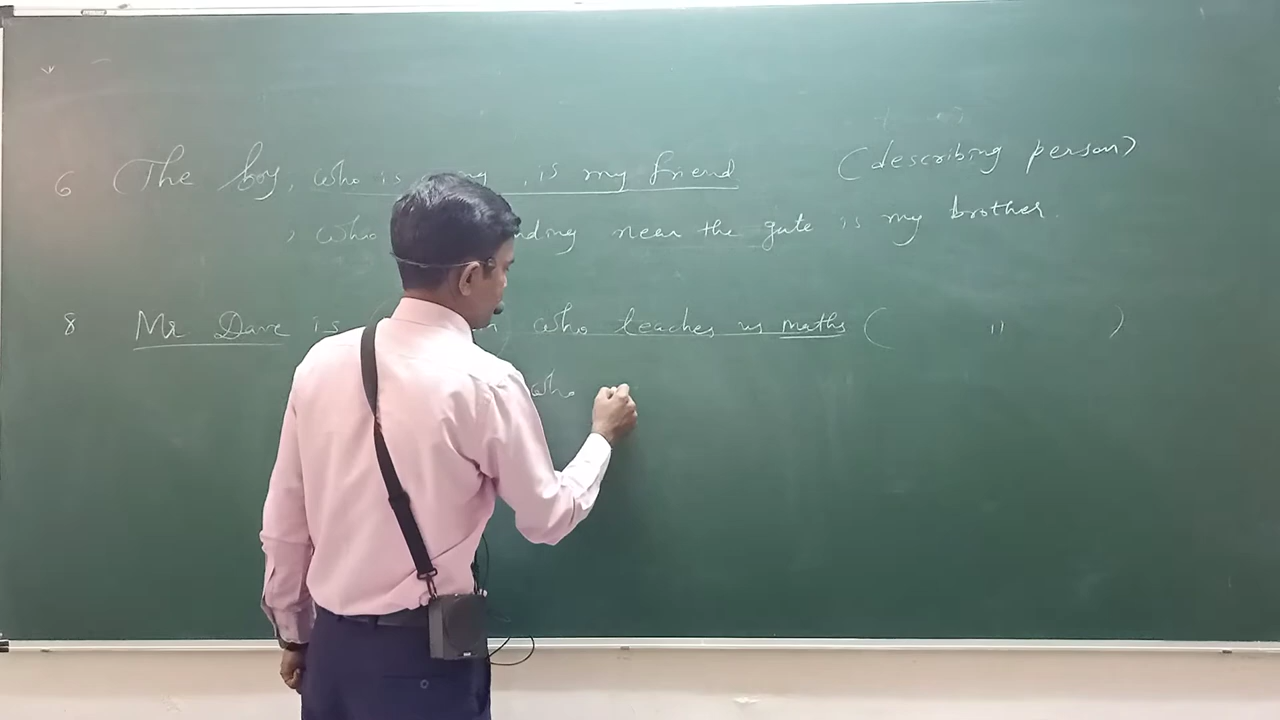 6 (The boy, who is , is my friend (describing person)
, who near the gate is my brother.
8 Mr Dave is who teaches us maths ( " )
who